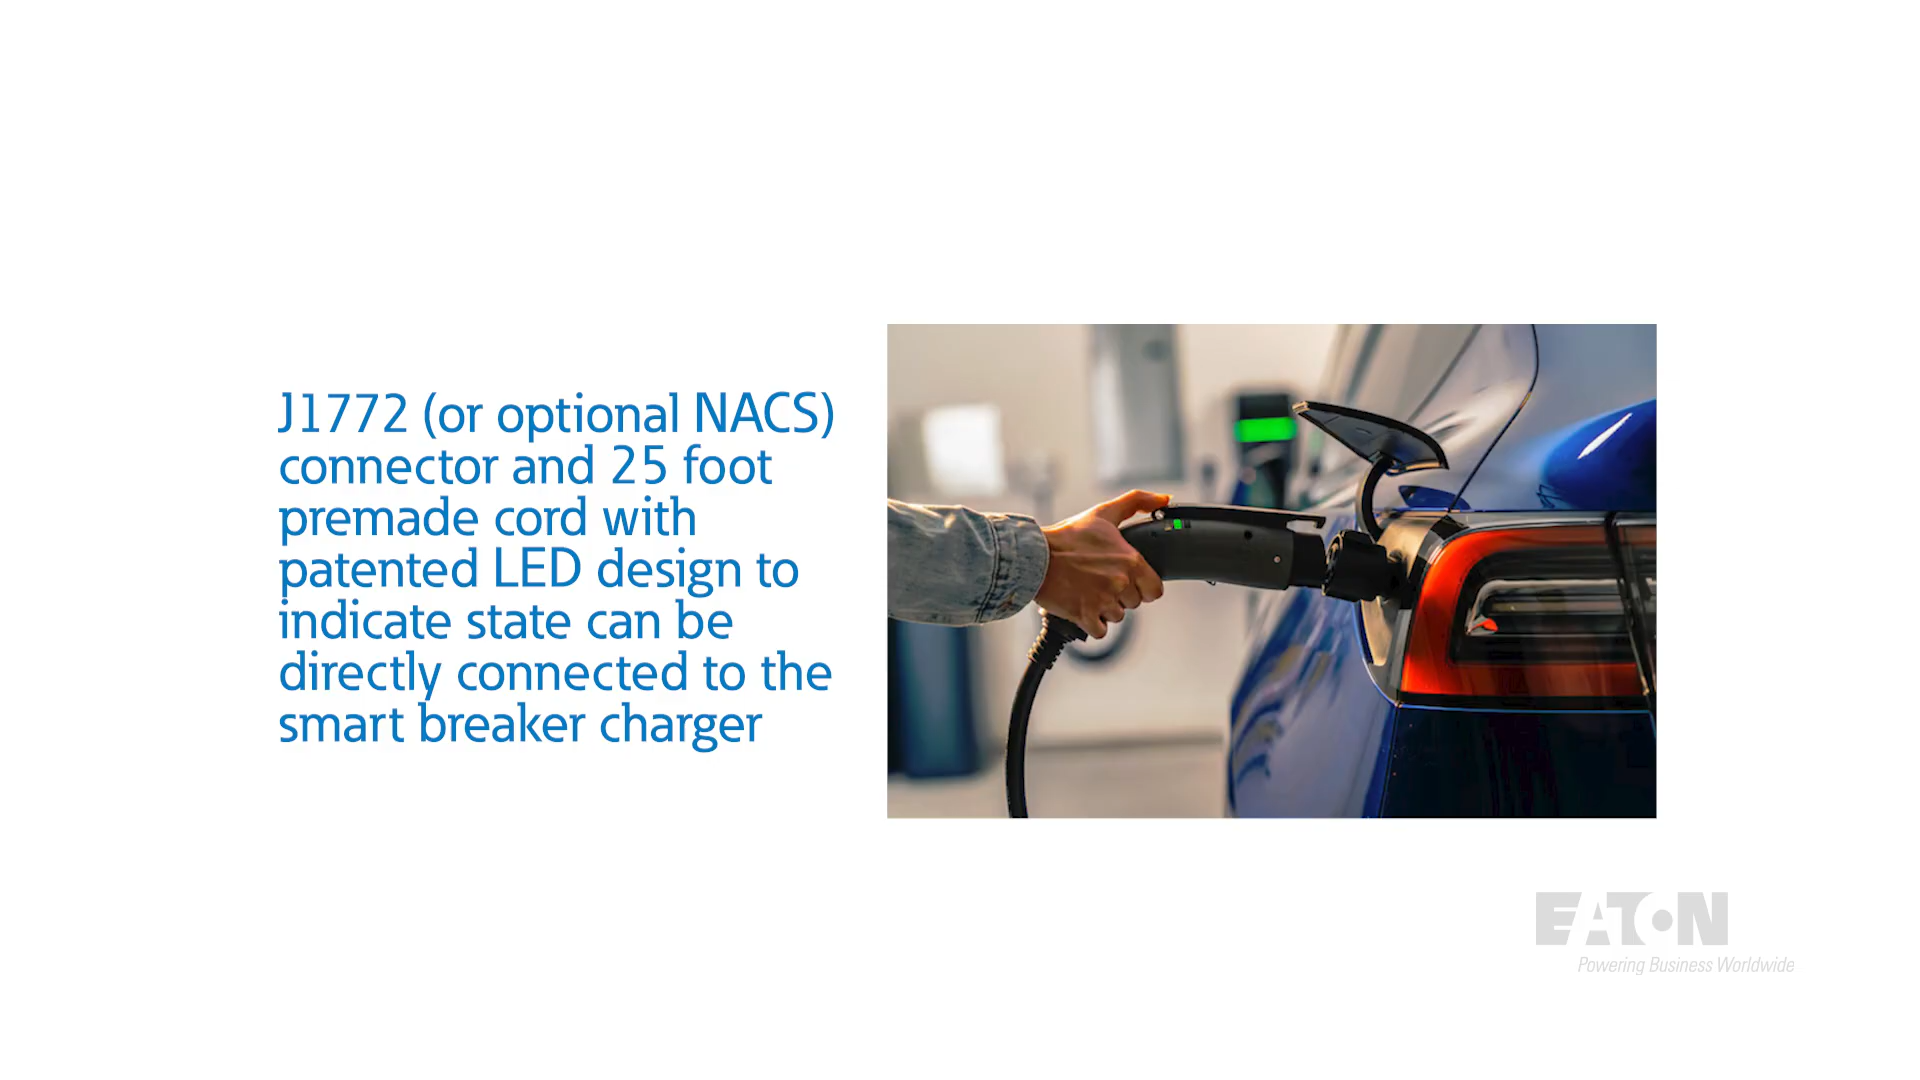 J1772 (or optional NACS)
connector and 25 foot
premade cord with
patented LED design to
indicate state can be
directly connected to the
smart breaker charger
EATON
Powering Business Worldwide